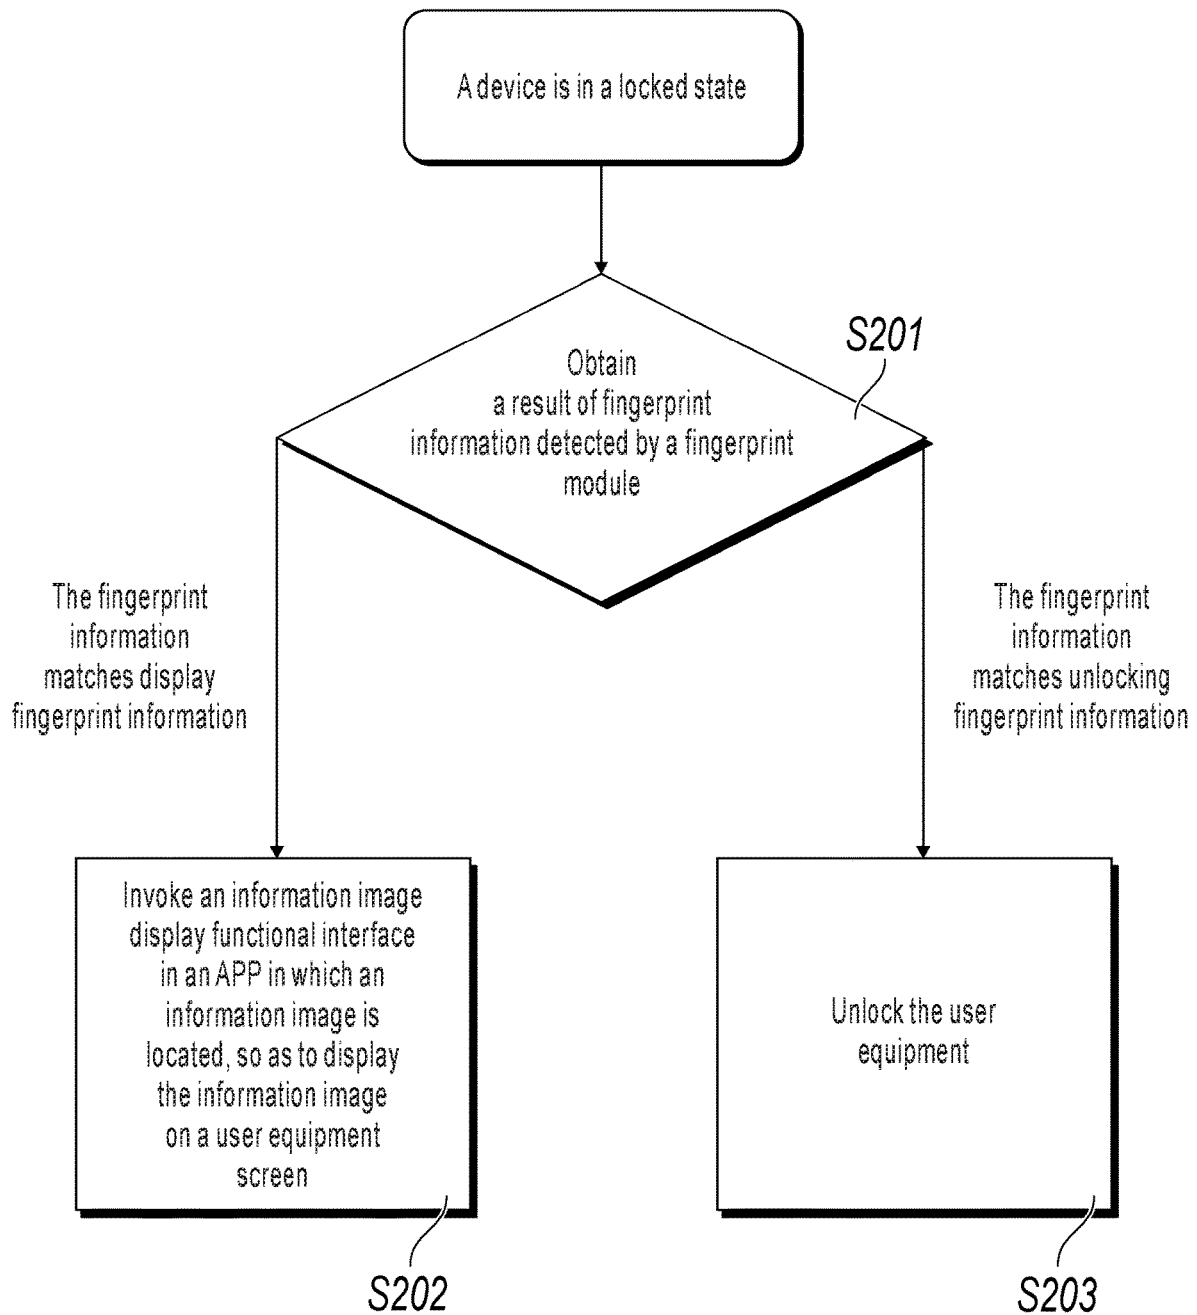 A device is in a locked state
S201
Obtain
a result of fingerprint
information detected by a fingerprint
module
The fingerprint
information
matches display
fingerprint information
The fingerprint
information
matches unlocking
fingerprint information
Invoke an information image
display functional interface
in an APP in which an
information image is
located, so as to display
the information image
on a user equipment
screen
Unlock the user
equipment
S202
S203